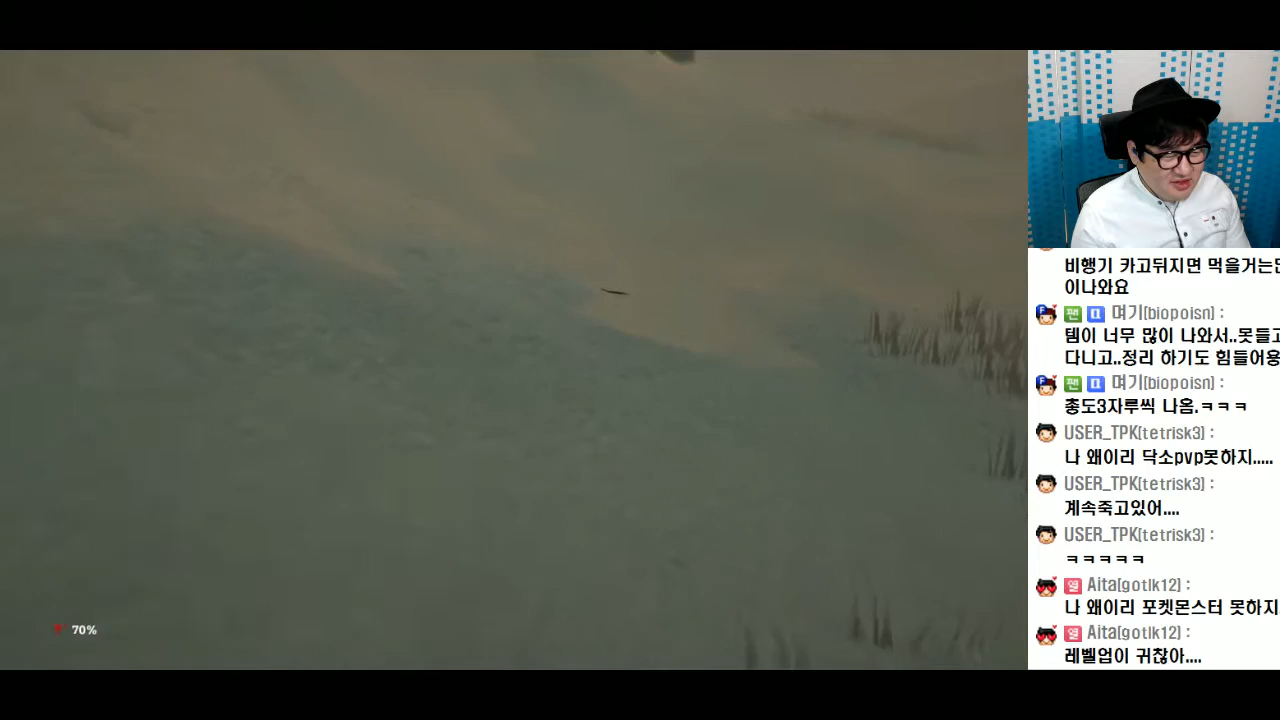 비행기 카고뒤지면 먹을거는만
이나와요
팬 며기[biopoisn] :
템이 너무 많이 나와서..못들고
다니고..정리 하기도 힘들어용
팬 며기[biopoisn] :
총도3자루씩 나옴.ㅋㅋㅋ
USER_TPK[tetrisk3] :
나 왜이리 닥소pvp못하지.....
USER_TPK[tetrisk3] :
계속죽고있어....
USER_TPK[tetrisk3] :
ㅋㅋㅋㅋㅋ
열 Aita[gotlk12] :
나 왜이리 포켓몬스터 못하지
열 Aita[gotlk12] :
레벨업이 귀찮아....
70%